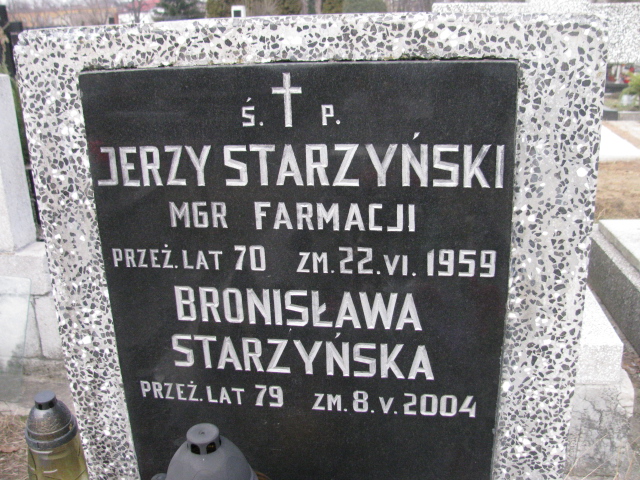 Ś. P.
JERZY STARZYŃSKI
MGR FARMACJI
PRZEŻ. LAT 70 ZM. 22. VI. 1959
BRONISŁAWA
STARZYŃSKA
PRZEŻ. LAT 79 ZM. 8. V. 2004